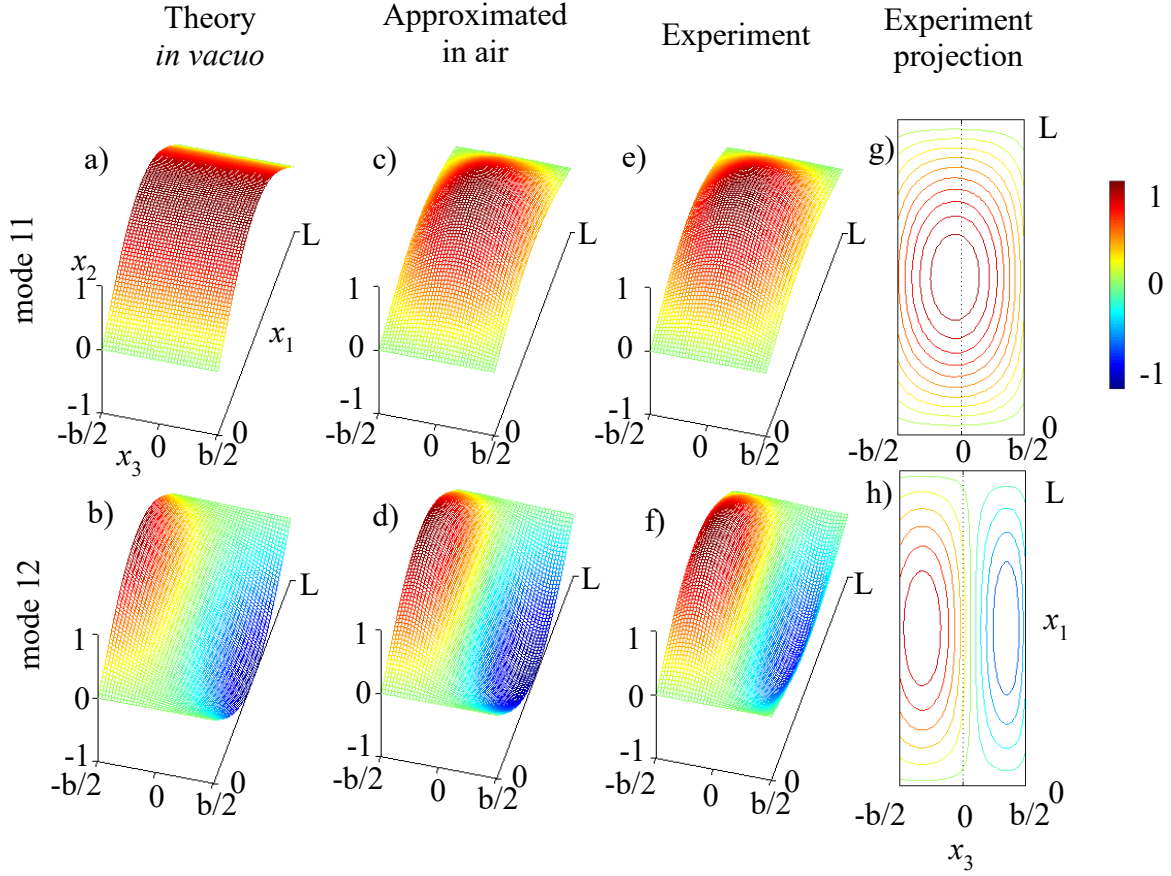 Theory
in vacuo
Approximated
in air
Experiment
Experiment
projection
mode 11
a)
x2
1
0
-1
-b/2
0
b/2
x3
0
x1
L
c)
1
0
-1
-b/2
0
b/2
0
L
e)
1
0
-1
-b/2
0
b/2
0
L
g)
L
0
-b/2
0
b/2
1
0
-1
mode 12
b)
1
0
-1
-b/2
0
b/2
0
L
d)
1
0
-1
-b/2
0
b/2
0
L
f)
1
0
-1
-b/2
0
b/2
0
L
h)
L
x1
0
-b/2
0
b/2
x3